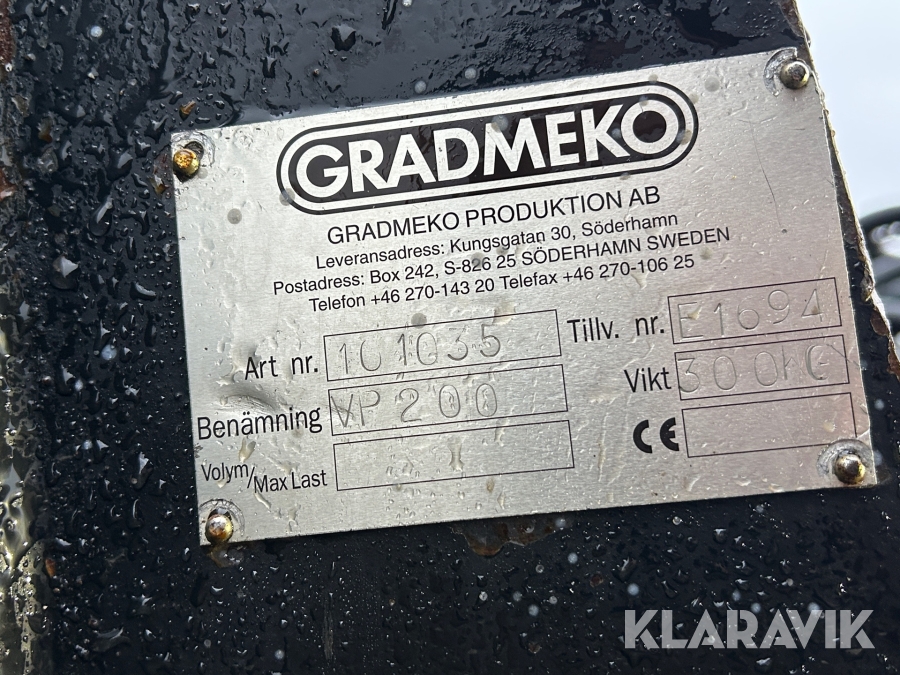 GRADMEKO
GRADMEKO PRODUKTION AB
Leveransadress: Kungsgatan 30, Söderhamn
Postadress: Box 242, S-826 25 SÖDERHAMN SWEDEN
Telefon +46 270-143 20 Telefax +46 270-106 25
Art nr. 101035 Tillv. nr. E1694
Benämning VP 200 Vikt 300KG
Volym/Max Last CE
KLARAVIK